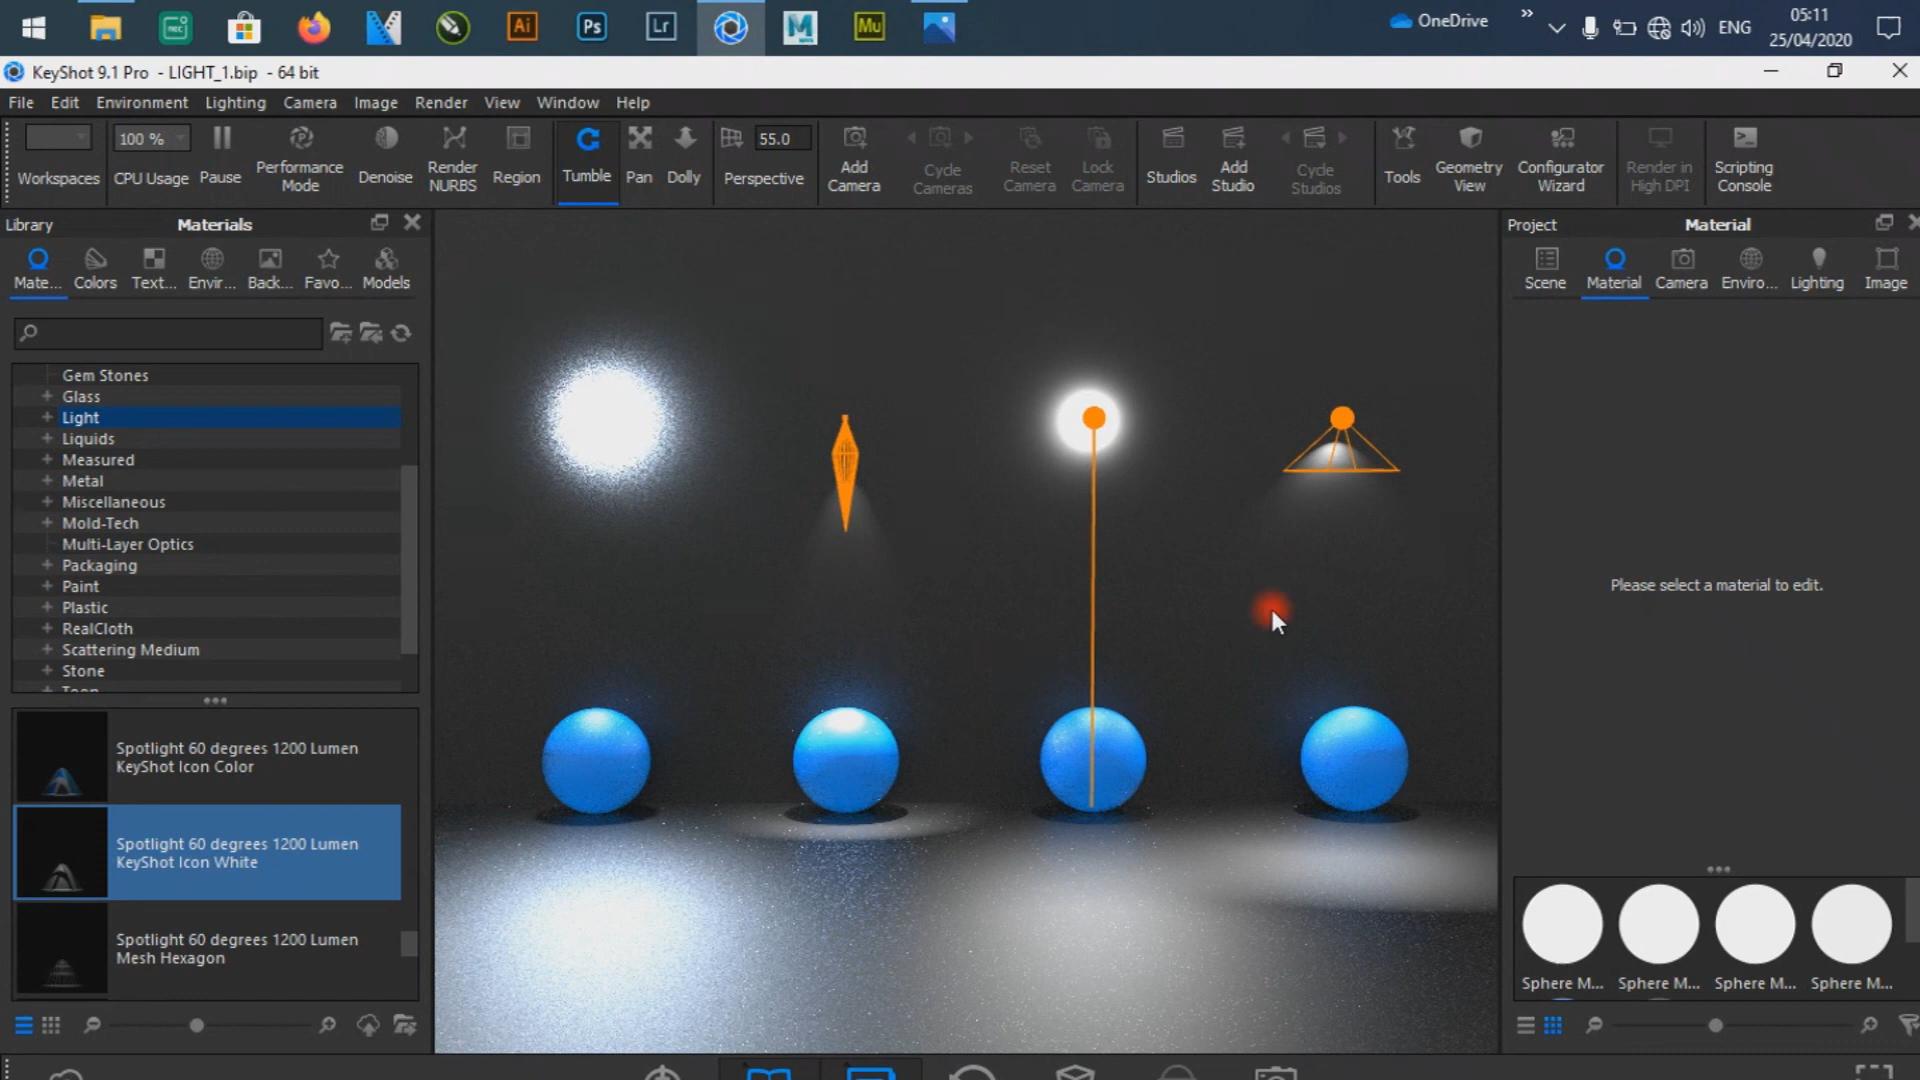 REC
Ai
Ps
Lr
Mu
OneDrive
»
ENG
05:11
25/04/2020
KeyShot 9.1 Pro - LIGHT_1.bip - 64 bit
File Edit Environment Lighting Camera Image Render View Window Help
Workspaces
100 %
CPU Usage
Pause
Performance
Mode
Denoise
Render
NURBS
Region
Tumble
Pan
Dolly
55.0
Perspective
Add
Camera
Cycle
Cameras
Reset
Camera
Lock
Camera
Studios
Add
Studio
Cycle
Studios
Tools
Geometry
View
Configurator
Wizard
Render in
High DPI
Scripting
Console
Library
Materials
Mate...
Colors
Text...
Envir...
Back...
Favo...
Models
Gem Stones
Glass
Light
Liquids
Measured
Metal
Miscellaneous
Mold-Tech
Multi-Layer Optics
Packaging
Paint
Plastic
RealCloth
Scattering Medium
Stone
Spotlight 60 degrees 1200 Lumen
KeyShot Icon Color
Spotlight 60 degrees 1200 Lumen
KeyShot Icon White
Spotlight 60 degrees 1200 Lumen
Mesh Hexagon
Project
Material
Scene
Material
Camera
Enviro...
Lighting
Image
Please select a material to edit.
Sphere M...
Sphere M...
Sphere M...
Sphere M...